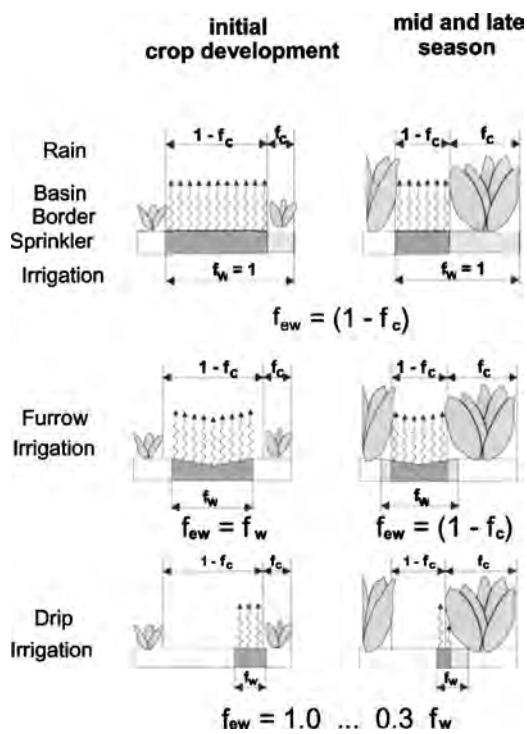 initial
crop development
mid and late
season
1 - fc
fc
1 - fc
fc
Rain
Basin
Border
Sprinkler
Irrigation
fw = 1
fw = 1
few = (1 - fc)
1 - fc
fc
1 - fc
fc
Furrow
Irrigation
fw
fw
few = fw
few = (1 - fc)
1 - fc
fc
1 - fc
fc
Drip
Irrigation
fw
fw
few = 1.0 ... 0.3 fw